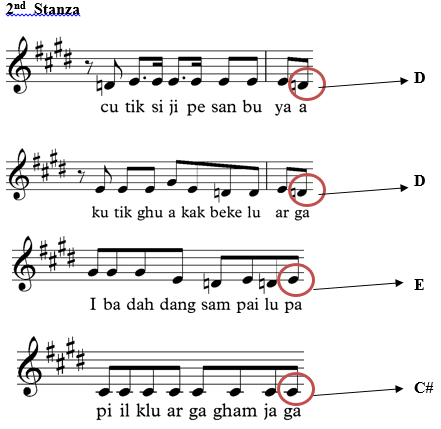 2nd Stanza
D
cu tik si ji pe san bu ya a
D
ku tik ghu a kak beke lu ar ga
E
I ba dah dang sam pai lu pa
C#
pi il klu ar ga gham ja ga